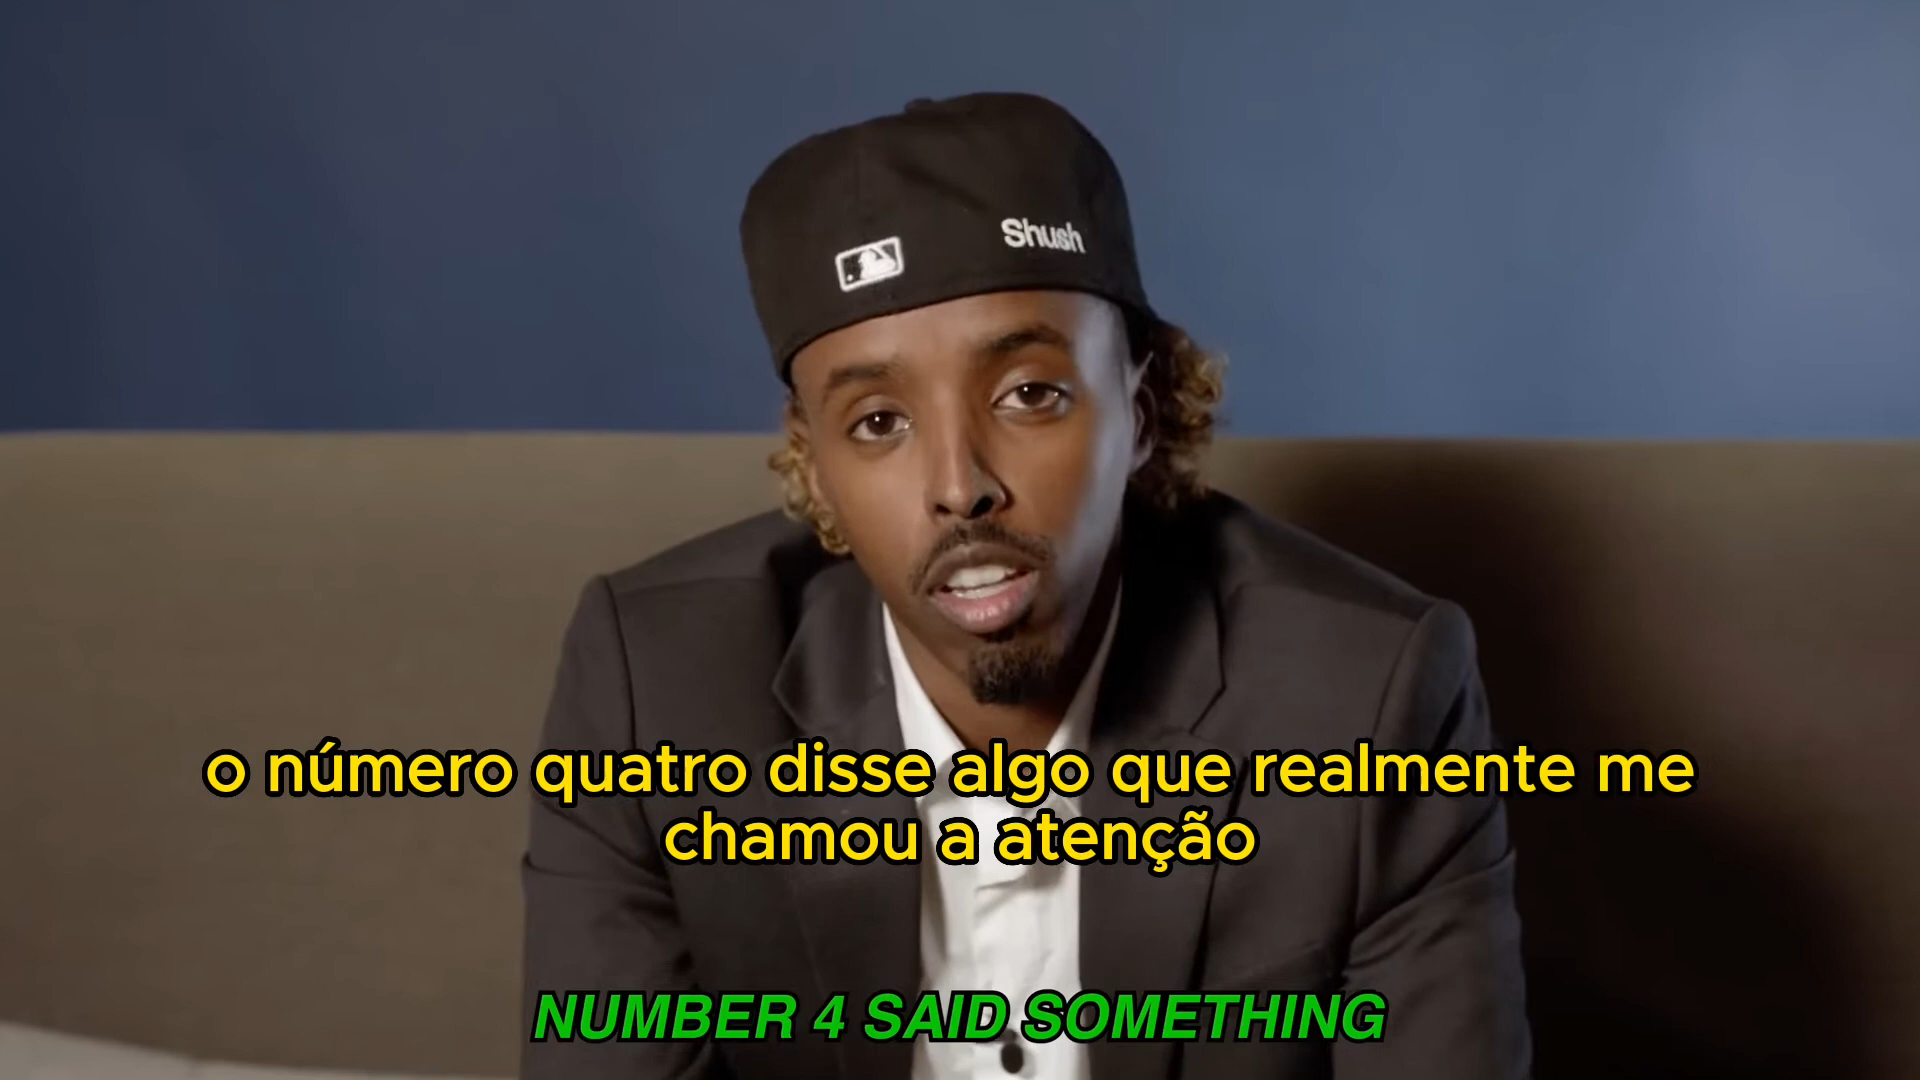 Shush
o número quatro disse algo que realmente me
chamou a atenção
NUMBER 4 SAID SOMETHING